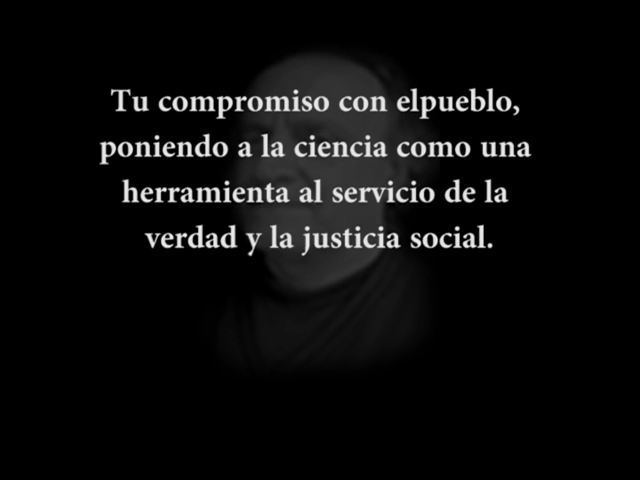 Tu compromiso con elpueblo,
poniendo a la ciencia como una
herramienta al servicio de la
verdad y la justicia social.